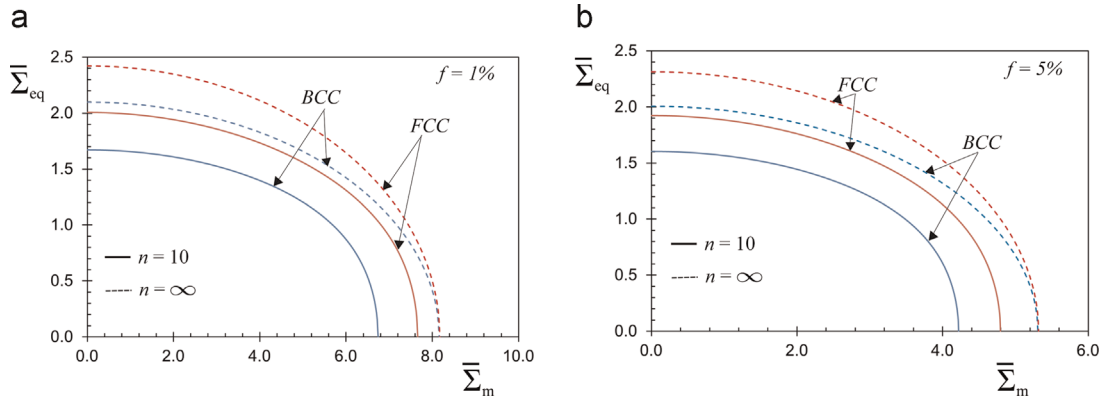 a
2.5
Σ̅eq
f = 1%
2.0
BCC
FCC
1.5
1.0
n = 10
0.5
n = ∞
0.0
0.0 2.0 4.0 6.0 8.0 10.0
Σ̅m
b
2.5
Σ̅eq
f = 5%
FCC
2.0
BCC
1.5
1.0
n = 10
0.5
n = ∞
0.0
0.0 2.0 4.0 6.0
Σ̅m